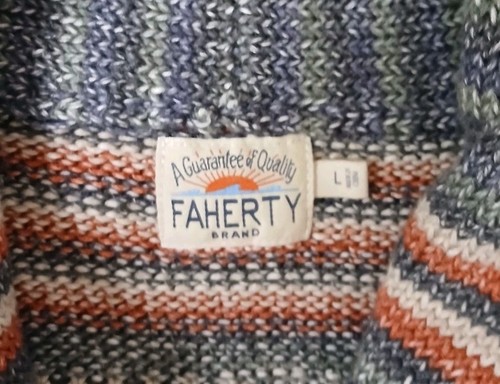 A Guarantee of Quality
FAHERTY
BRAND
L